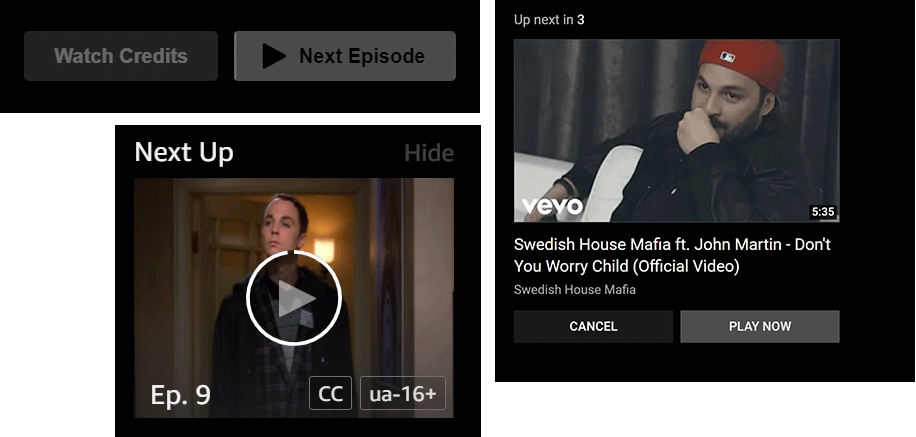 Watch Credits
Next Episode
Next Up
Hide
Ep. 9
CC
ua-16+
Up next in 3
vevo
5:35
Swedish House Mafia ft. John Martin - Don't
You Worry Child (Official Video)
Swedish House Mafia
CANCEL
PLAY NOW